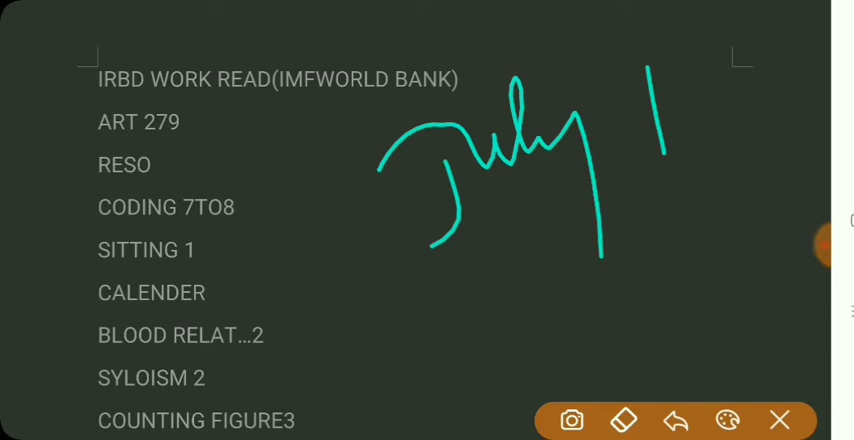 IRBD WORK READ(IMFWORLD BANK)
July 1
ART 279
RESO
CODING 7TO8
SITTING 1
CALENDER
BLOOD RELAT...2
SYLOISM 2
COUNTING FIGURE3